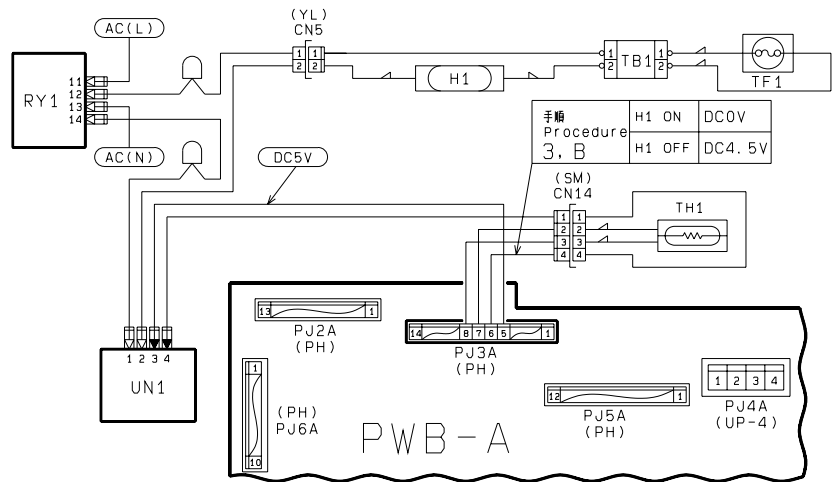 AC(L)
(YL)
CN5
RY1
11
12
13
14
1 1
2 2
H1
1 TB1 1
2 2
TF1
AC(N)
DC5V
手順
Procedure
3, B
H1 ON DC0V
H1 OFF DC4.5V
(SM)
CN14
1 1
2 2
3 3
4 4
TH1
13 1
PJ2A
(PH)
14 8 7 6 5 1
PJ3A
(PH)
1 2 3 4
UN1
1
10
(PH)
PJ6A
PWB-A
12 1
PJ5A
(PH)
1 2 3 4
PJ4A
(UP-4)